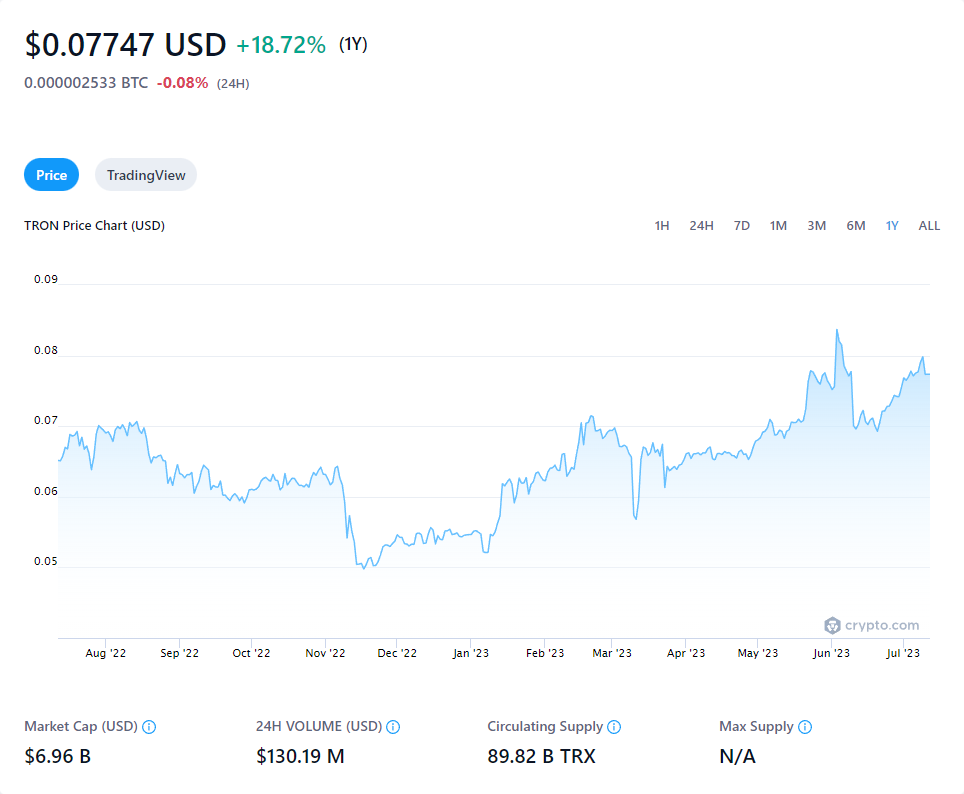 $0.07747 USD +18.72% (1Y)
0.000002533 BTC -0.08% (24H)
Price TradingView
TRON Price Chart (USD) 1H 24H 7D 1M 3M 6M 1Y ALL
0.09
0.08
0.07
0.06
0.05
crypto.com
Aug '22 Sep '22 Oct '22 Nov '22 Dec '22 Jan '23 Feb '23 Mar '23 Apr '23 May '23 Jun '23 Jul '23
Market Cap (USD) 24H VOLUME (USD) Circulating Supply Max Supply
$6.96 B $130.19 M 89.82 B TRX N/A